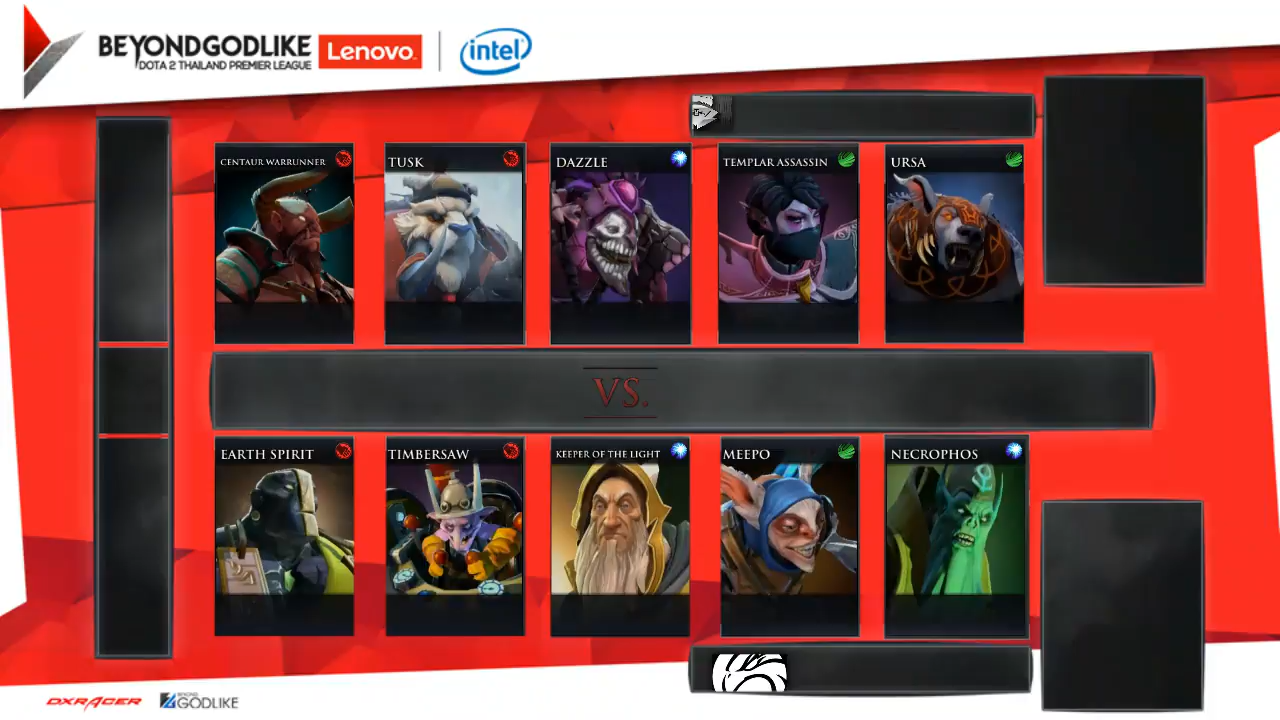 BEYONDGODLIKE
DOTA 2 THAILAND PREMIER LEAGUE
Lenovo
intel
CENTAUR WARRUNNER
TUSK
DAZZLE
TEMPLAR ASSASSIN
URSA
VS.
EARTH SPIRIT
TIMBERSAW
KEEPER OF THE LIGHT
MEEPO
NECROPHOS
DXRACER
BEYOND
GODLIKE